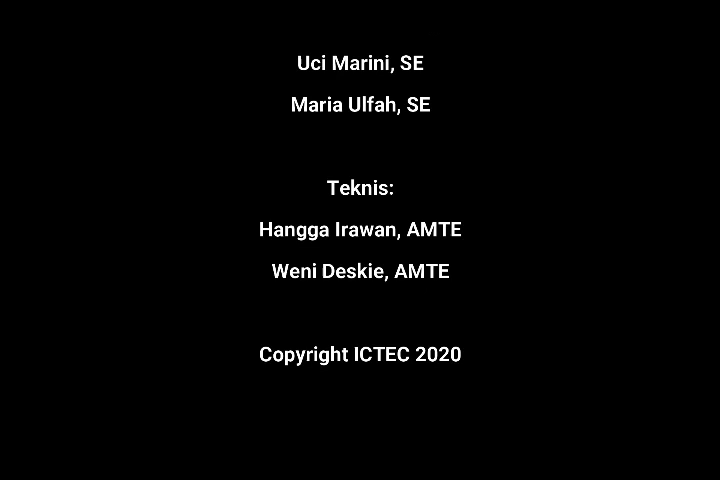 Uci Marini, SE
Maria Ulfah, SE
Teknis:
Hangga Irawan, AMTE
Weni Deskie, AMTE
Copyright ICTEC 2020